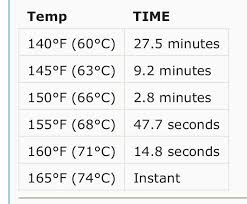 Temp TIME
140°F (60°C) 27.5 minutes
145°F (63°C) 9.2 minutes
150°F (66°C) 2.8 minutes
155°F (68°C) 47.7 seconds
160°F (71°C) 14.8 seconds
165°F (74°C) Instant